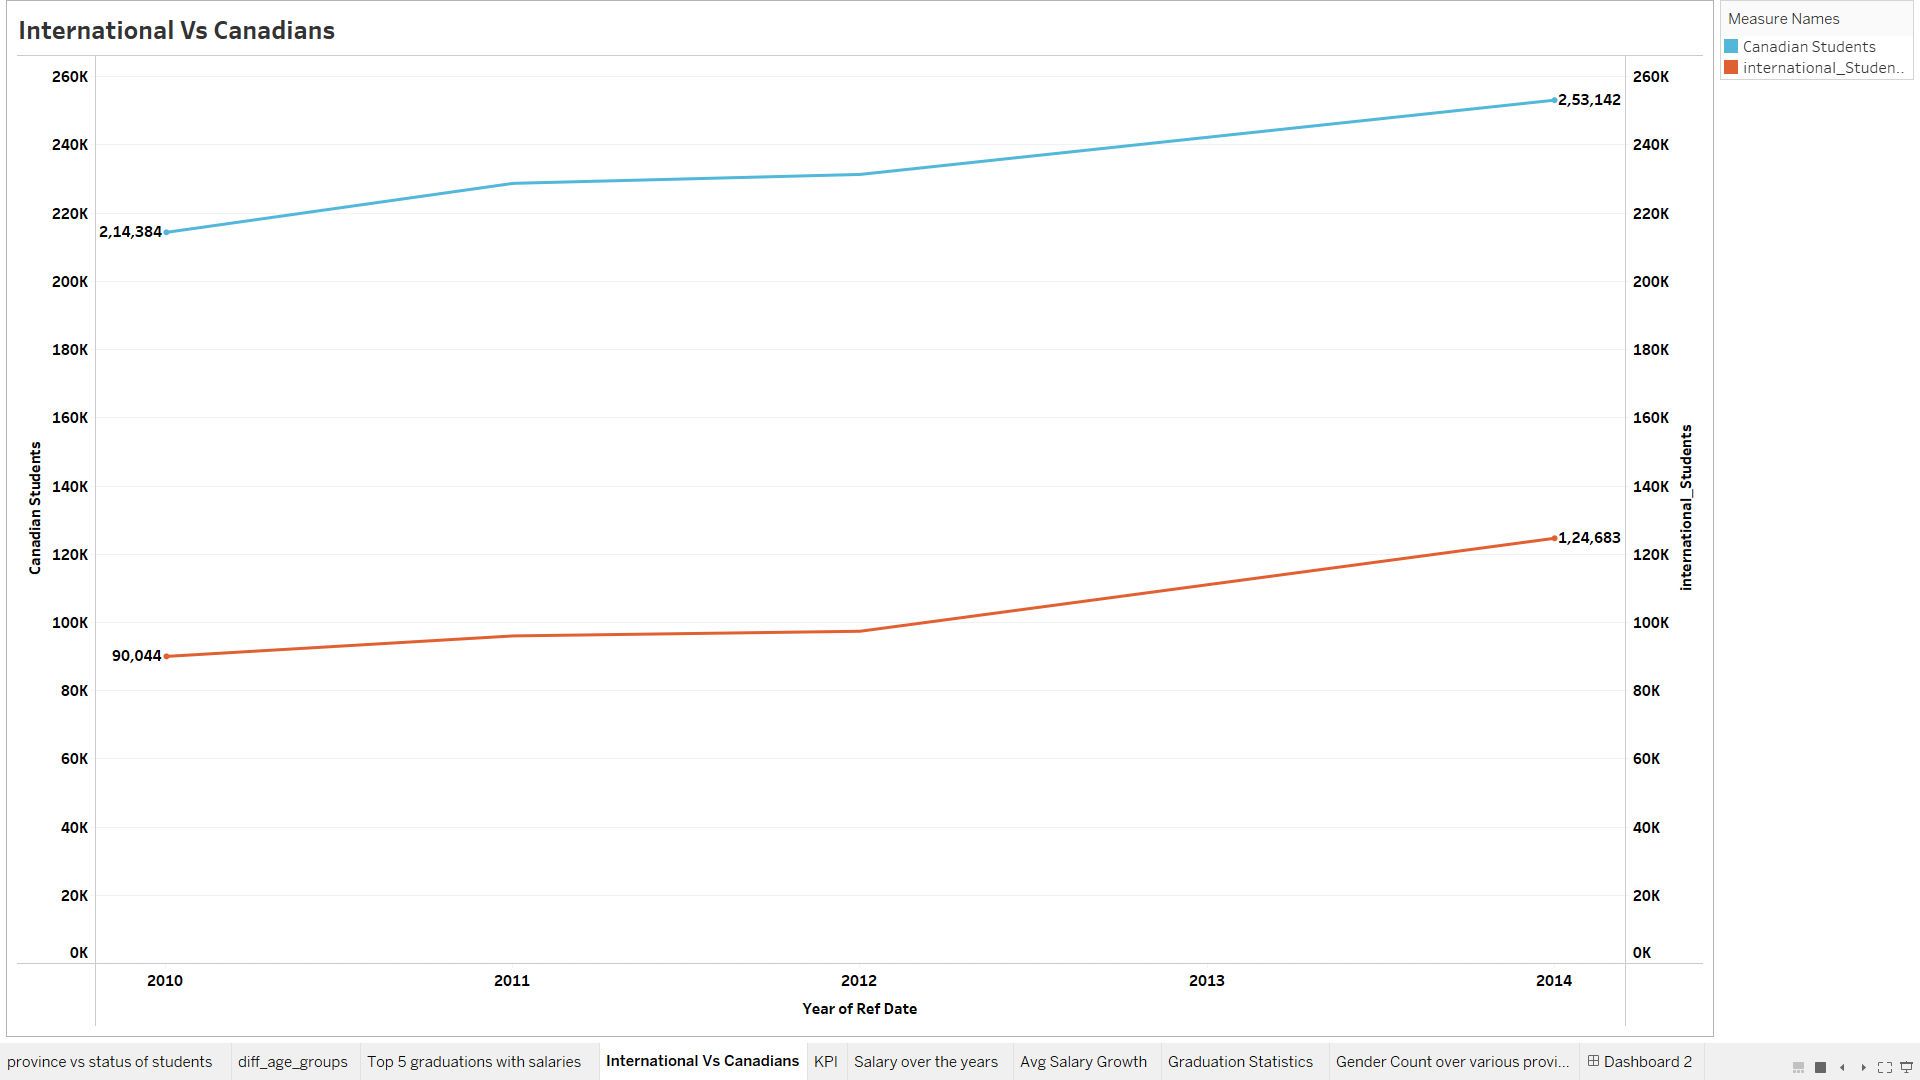 International Vs Canadians
Measure Names
Canadian Students
international_Studen..
260K
240K
220K
200K
180K
160K
140K
120K
100K
80K
60K
40K
20K
0K
Canadian Students
2,14,384
2,53,142
90,044
1,24,683
260K
240K
220K
200K
180K
160K
140K
120K
100K
80K
60K
40K
20K
0K
international_Students
2010 2011 2012 2013 2014
Year of Ref Date
province vs status of students diff_age_groups Top 5 graduations with salaries International Vs Canadians KPI Salary over the years Avg Salary Growth Graduation Statistics Gender Count over various provi... Dashboard 2